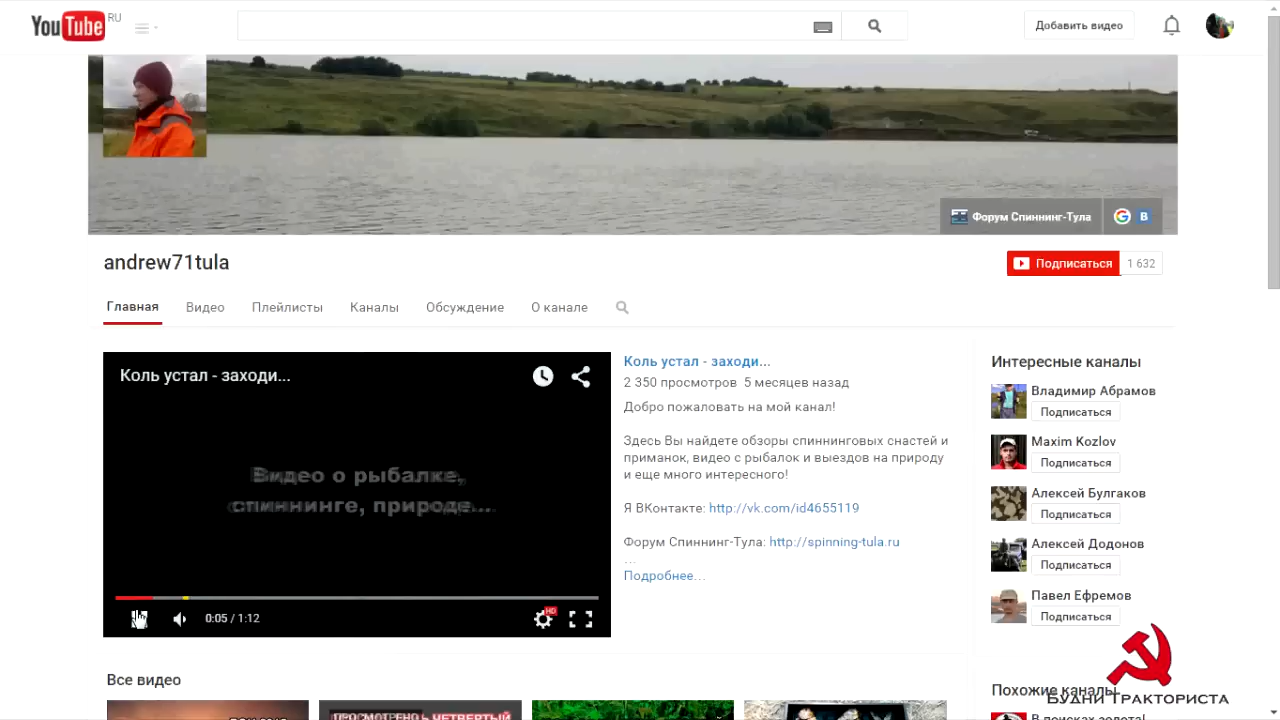 YouTube RU
Добавить видео
Форум Спиннинг-Тула
andrew71tula
Подписаться 1 632
Главная Видео Плейлисты Каналы Обсуждение О канале
Коль устал - заходи...
Видео о рыбалке,
спиннинге, природе...
0:05 / 1:12
HD
Коль устал - заходи...
2 350 просмотров 5 месяцев назад
Добро пожаловать на мой канал!
Здесь Вы найдете обзоры спиннинговых снастей и
приманок, видео с рыбалок и выездов на природу
и еще много интересного!
Я ВКонтакте: http://vk.com/id4655119
Форум Спиннинг-Тула: http://spinning-tula.ru
...
Подробнее...
Интересные каналы
Владимир Абрамов
Подписаться
Maxim Kozlov
Подписаться
Алексей Булгаков
Подписаться
Алексей Додонов
Подписаться
Павел Ефремов
Подписаться
Все видео
Похожие каналы
Будни Тракториста
В поисках золота!